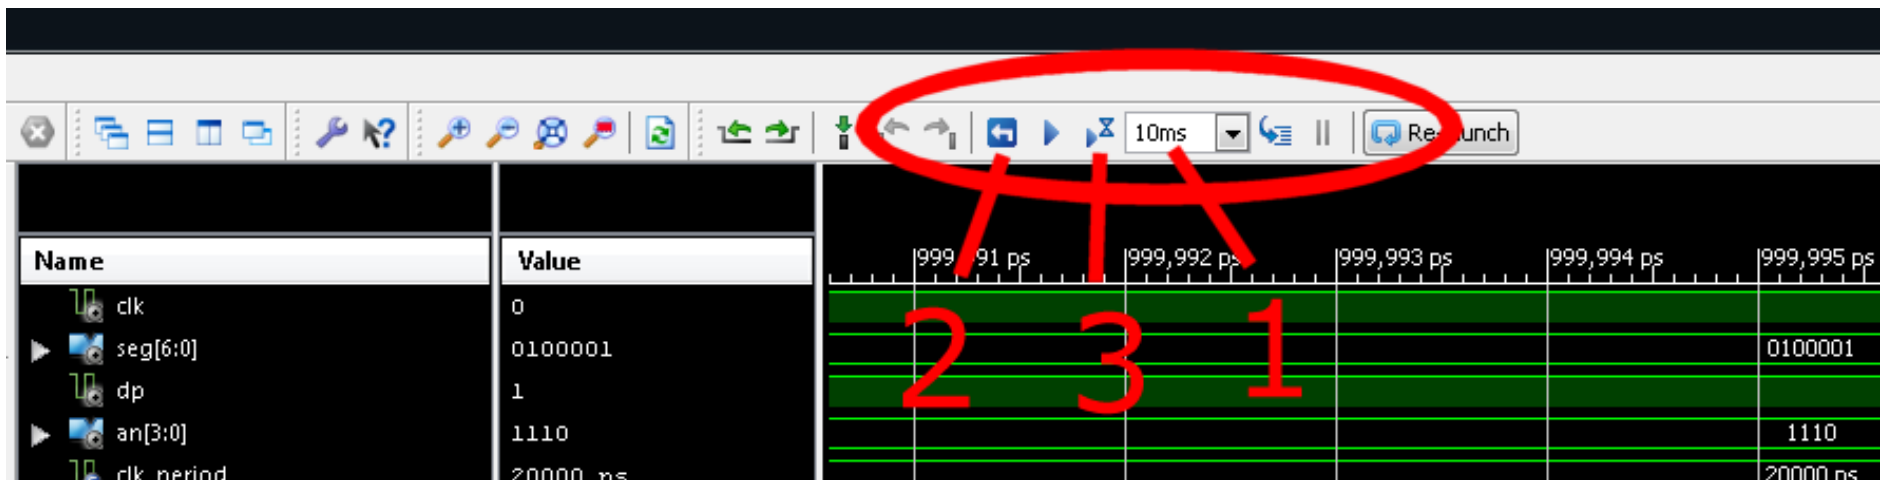 10ms Re-launch
Name Value 999,991 ps 999,992 ps 999,993 ps 999,994 ps 999,995 ps
clk 0
seg[6:0] 0100001 0100001
dp 1
an[3:0] 1110 1110
clk_period 20000 ps 20000 ps
2 3 1